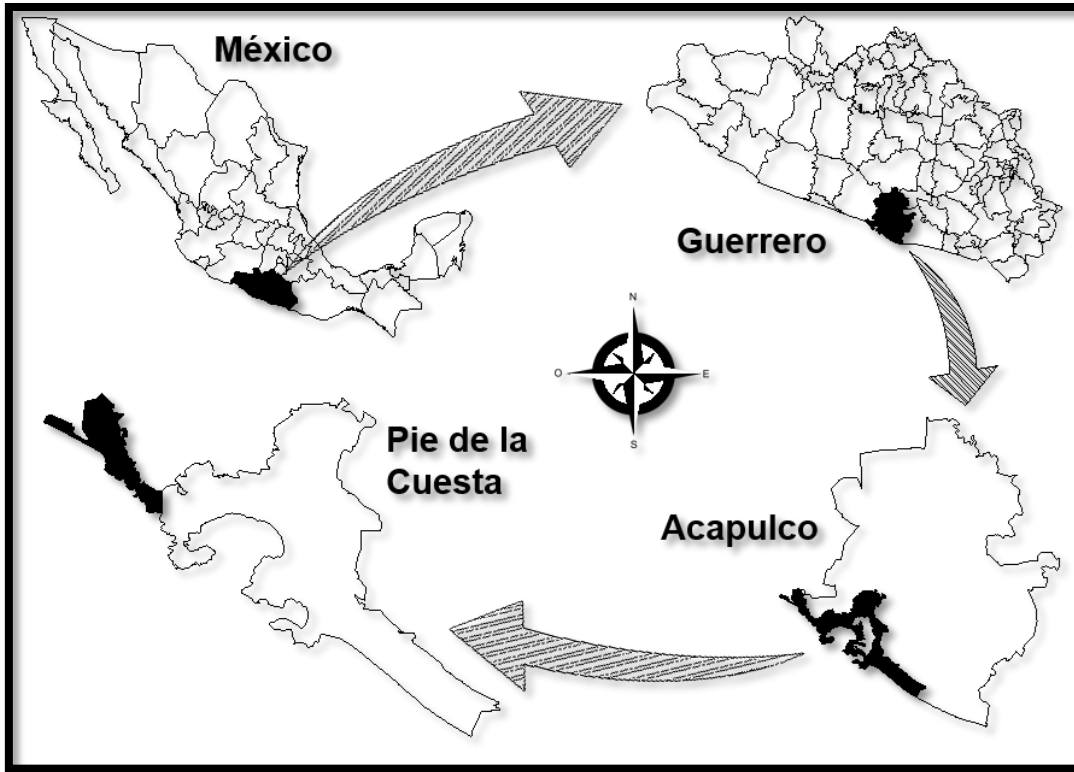 México
Guerrero
N
O
E
S
Pie de la
Cuesta
Acapulco